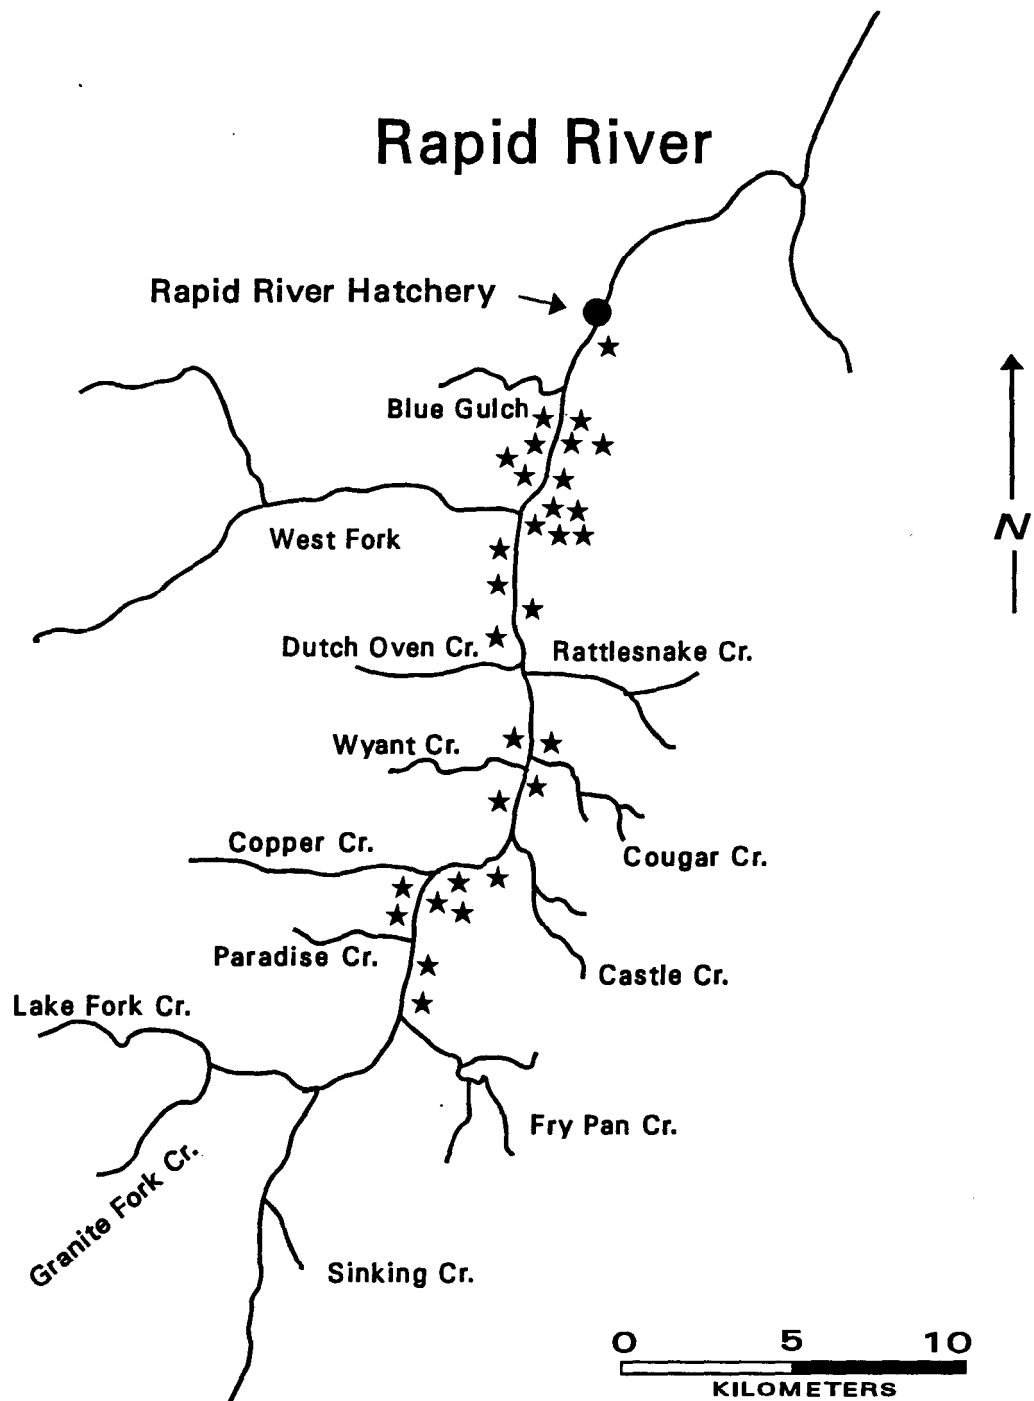 Rapid River
Rapid River Hatchery
Blue Gulch
N
West Fork
Dutch Oven Cr.
Rattlesnake Cr.
Wyant Cr.
Copper Cr.
Cougar Cr.
Paradise Cr.
Castle Cr.
Lake Fork Cr.
Fry Pan Cr.
Granite Fork Cr.
Sinking Cr.
0 5 10
KILOMETERS